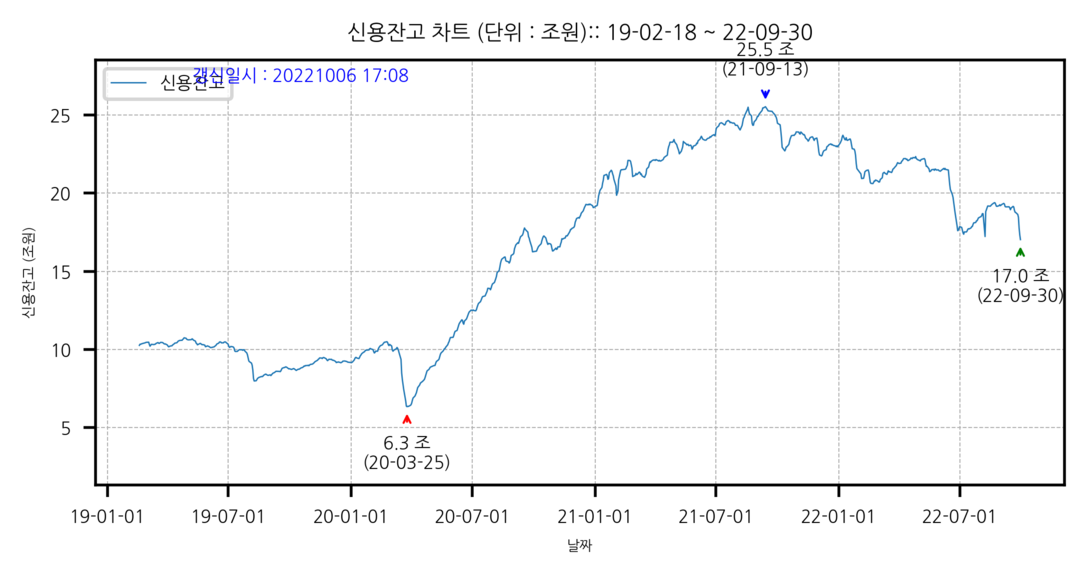 신용잔고 차트 (단위 : 조원):: 19-02-18 ~ 22-09-30
25.5 조
(21-09-13)
갱신일시 : 20221006 17:08
신용잔고
25
20
15
10
5
신용잔고 (조원)
17.0 조
(22-09-30)
6.3 조
(20-03-25)
19-01-01 19-07-01 20-01-01 20-07-01 21-01-01 21-07-01 22-01-01 22-07-01
날짜